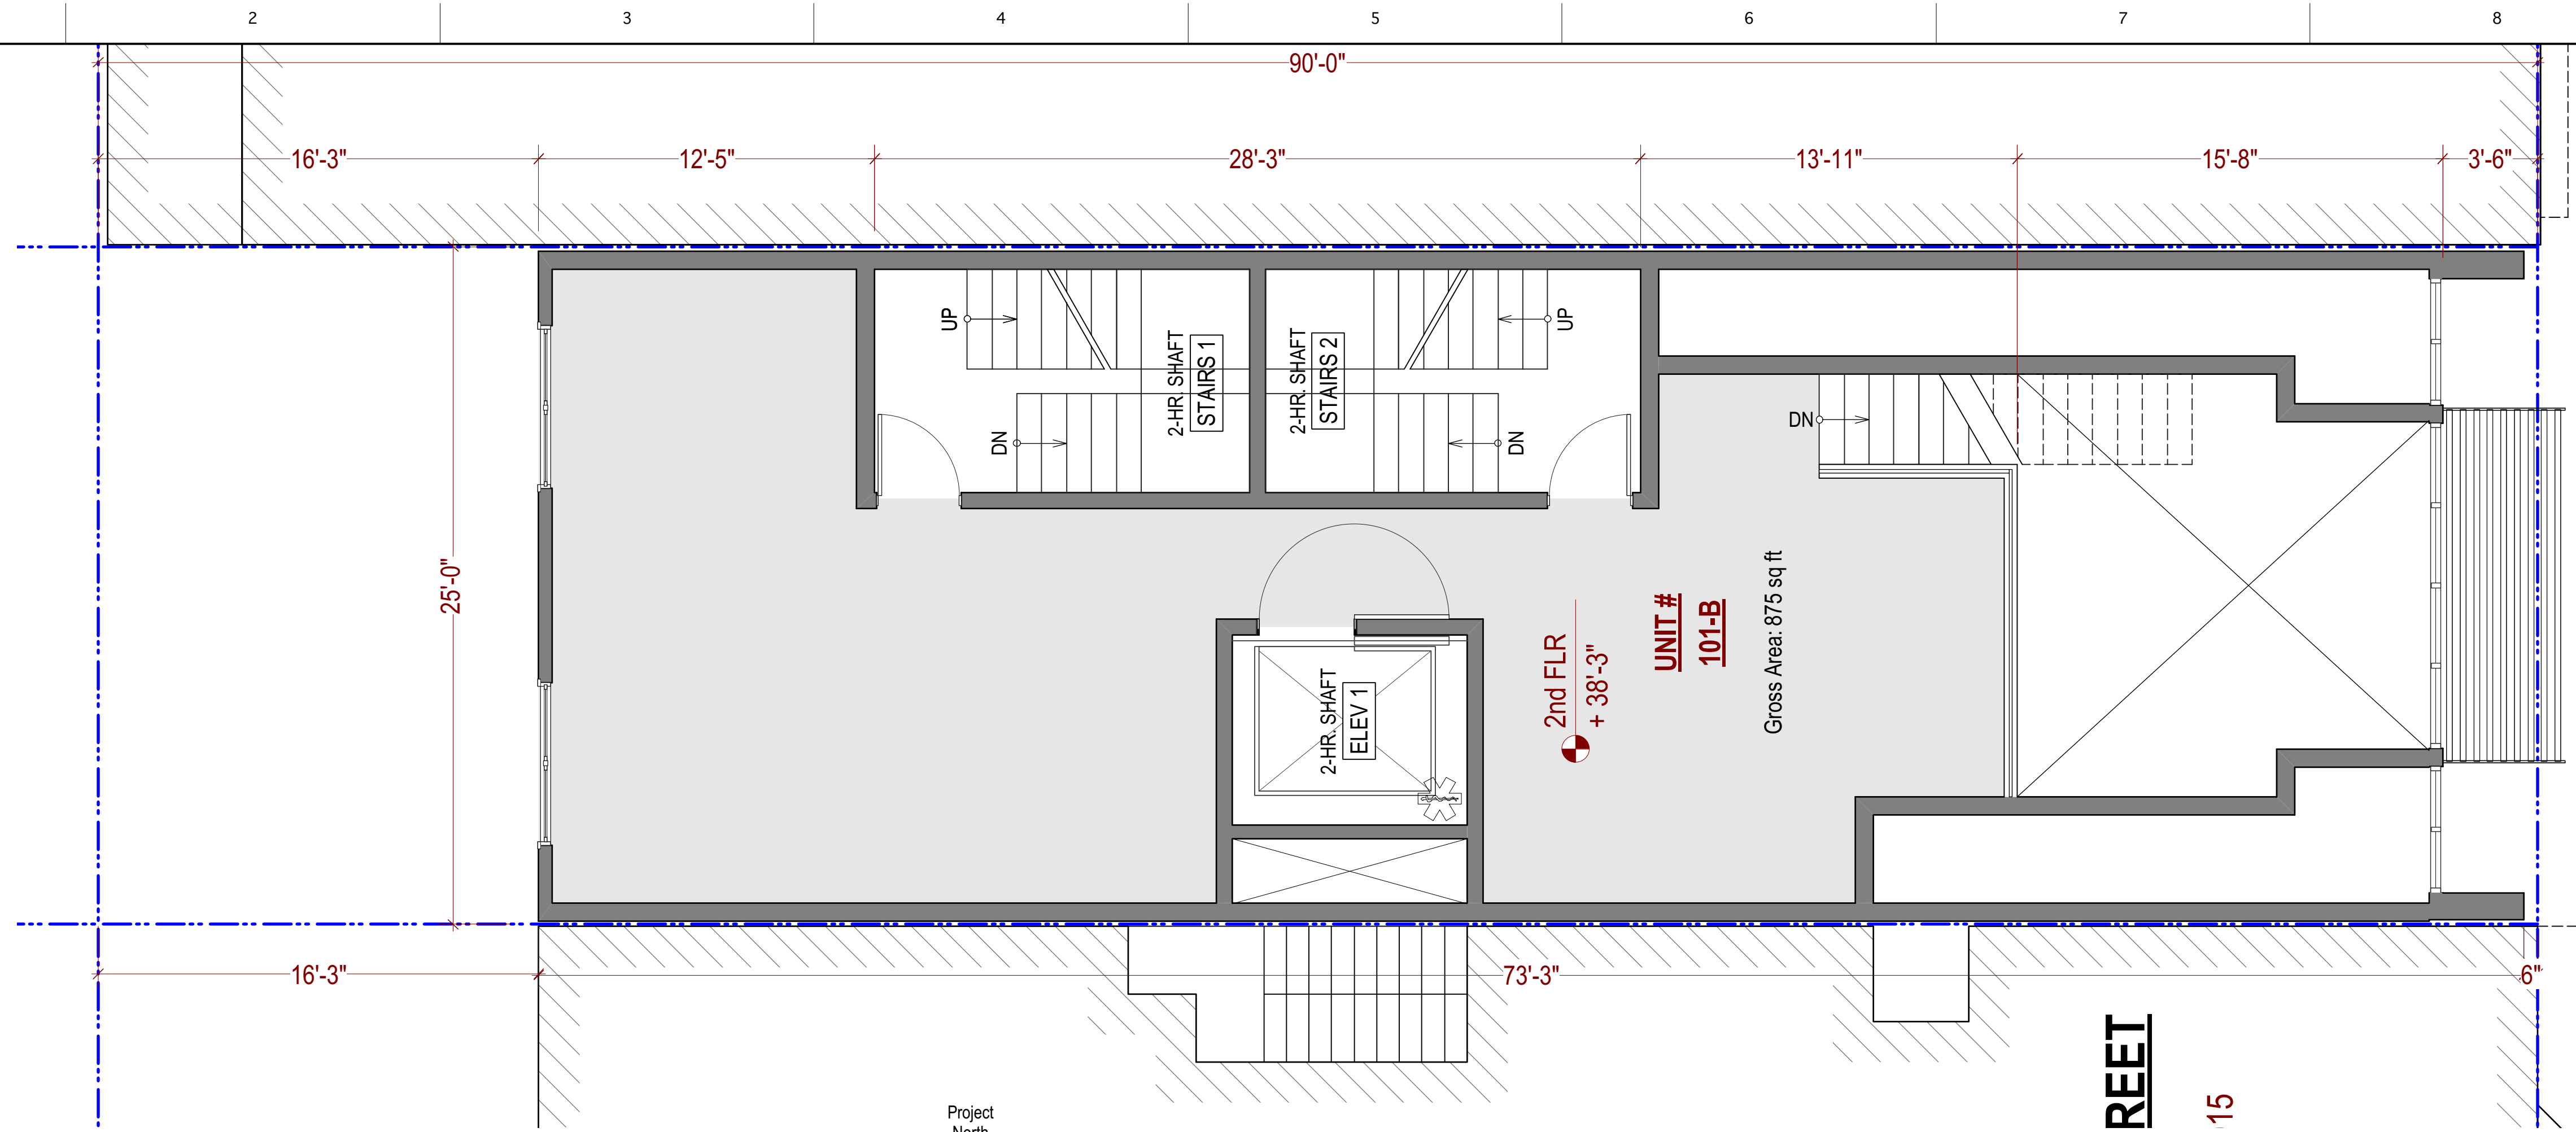 2 3 4 5 6 7 8
90'-0"
16'-3" 12'-5" 28'-3" 13'-11" 15'-8" 3'-6"
UP
DN
2-HR. SHAFT
STAIRS 1
2-HR. SHAFT
STAIRS 2
UP
DN
DN
25'-0"
2-HR. SHAFT
ELEV 1
2nd FLR
+ 38'-3"
UNIT #
101-B
Gross Area: 875 sq ft
16'-3" 73'-3" 6"
REET
15
Project
North